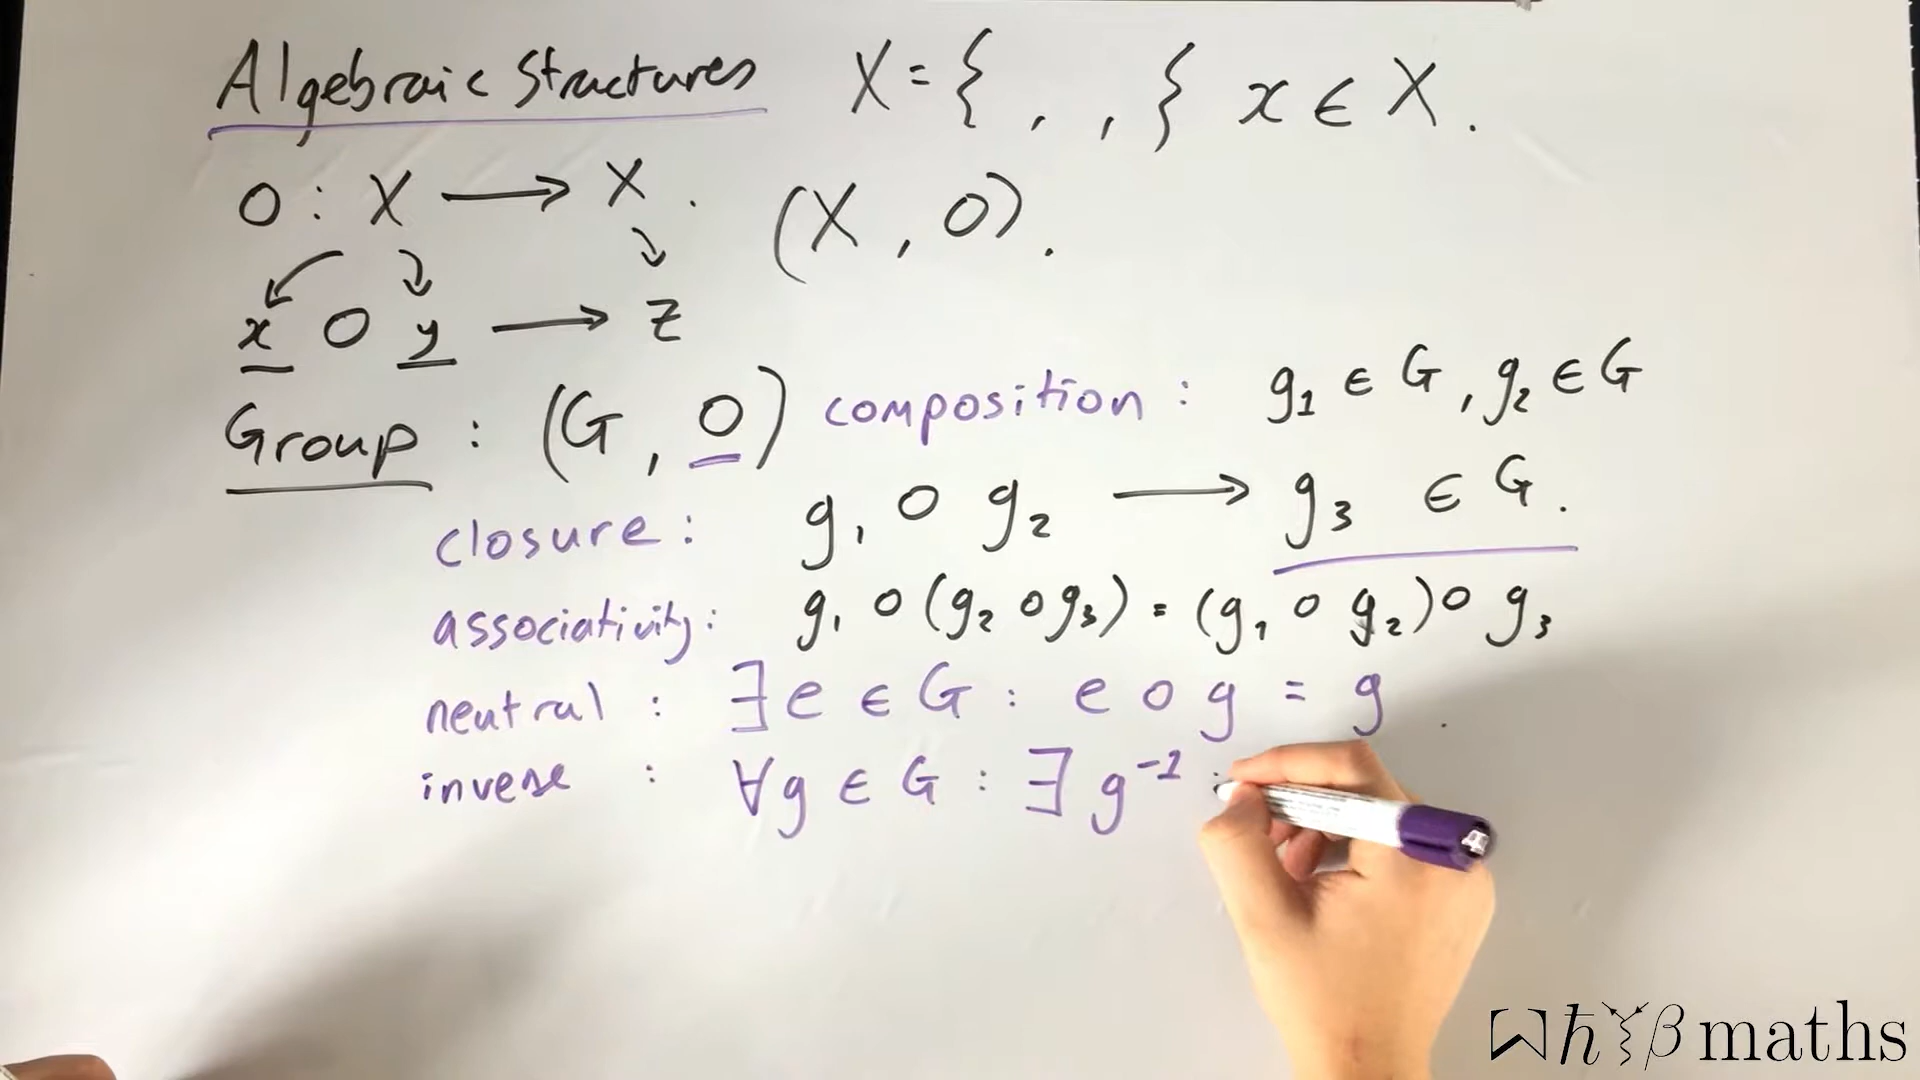 Algebraic Structures X = { , , } x ∈ X .
o : X ⟶ X . (X , o) .
x o y ⟶ z
Group : (G , o) composition : g₁ ∈ G , g₂ ∈ G
closure : g₁ o g₂ ⟶ g₃ ∈ G .
associativity : g₁ o (g₂ o g₃) = (g₁ o g₂) o g₃
neutral : ∃ e ∈ G : e o g = g
inverse : ∀g ∈ G : ∃ g⁻¹ :
maths